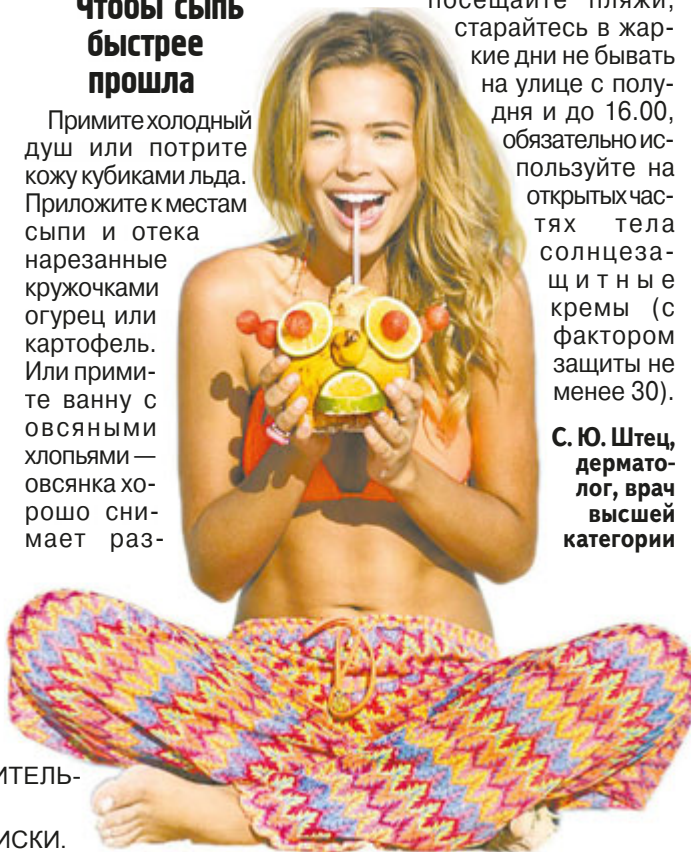 Чтобы сыпь
быстрее
прошла
Примите холодный
душ или потрите
кожу кубиками льда.
Приложите к местам
сыпи и отека
нарезанные
кружочками
огурец или
картофель.
Или прими-
те ванну с
овсяными
хлопьями —
овсянка хо-
рошо сни-
мает раз-
посещайте пляжи,
старайтесь в жар-
кие дни не бывать
на улице с полу-
дня и до 16.00,
обязательно ис-
пользуйте на
открытых час-
тях тела
солнцеза-
щитные
кремы (с
фактором
защиты не
менее 30).
С. Ю. Штец,
дермато-
лог, врач
высшей
категории
ИТЕЛЬ-
ИСКИ.